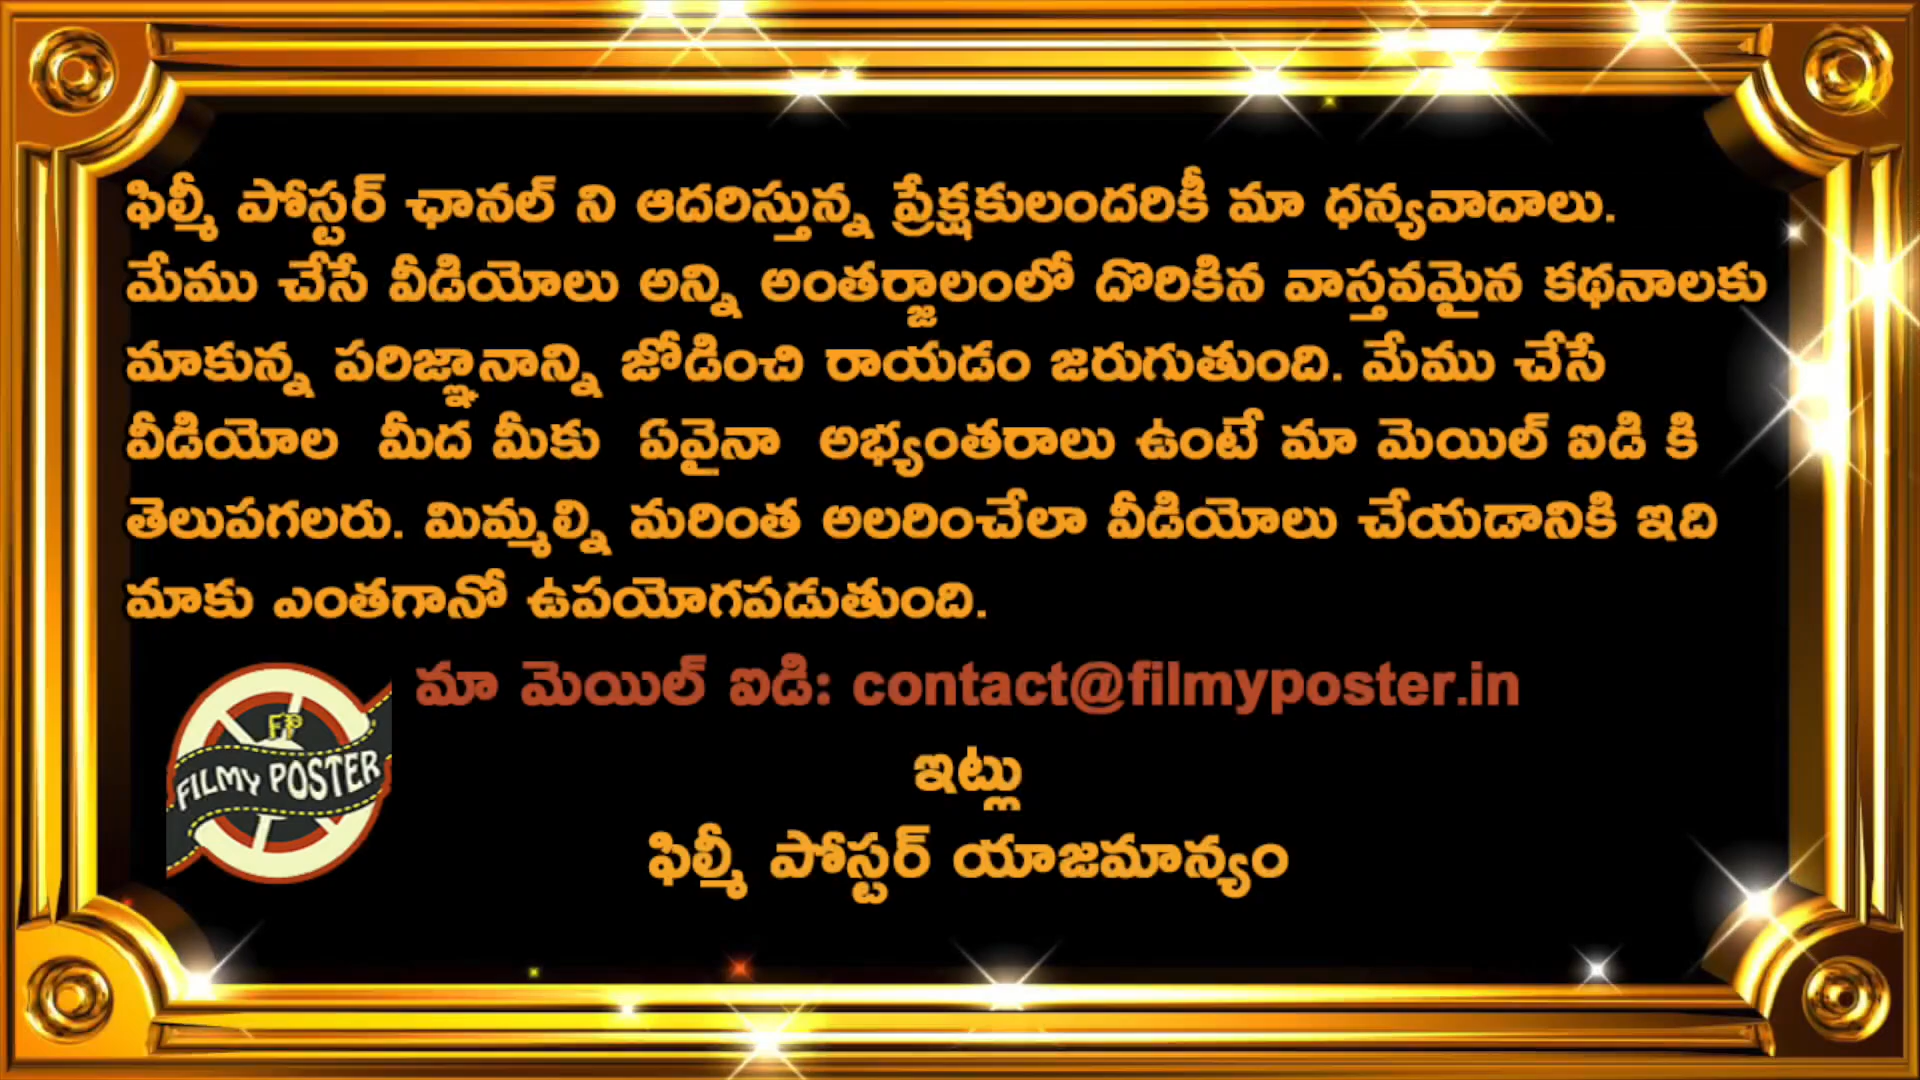 ఫిల్మీ పోస్టర్ ఛానల్ ని ఆదరిస్తున్న ప్రేక్షకులందరికీ మా ధన్యవాదాలు.
మేము చేసే వీడియోలు అన్ని అంతర్జాలంలో దొరికిన వాస్తవమైన కథనాలకు
మాకున్న పరిజ్ఞానాన్ని జోడించి రాయడం జరుగుతుంది. మేము చేసే
వీడియోల మీద మీకు ఏవైనా అభ్యంతరాలు ఉంటే మా మెయిల్ ఐడి కి
తెలుపగలరు. మిమ్మల్ని మరింత అలరించేలా వీడియోలు చేయడానికి ఇది
మాకు ఎంతగానో ఉపయోగపడుతుంది.
మా మెయిల్ ఐడి: contact@filmyposter.in
FP
FILMY POSTER
ఇట్లు
ఫిల్మీ పోస్టర్ యాజమాన్యం